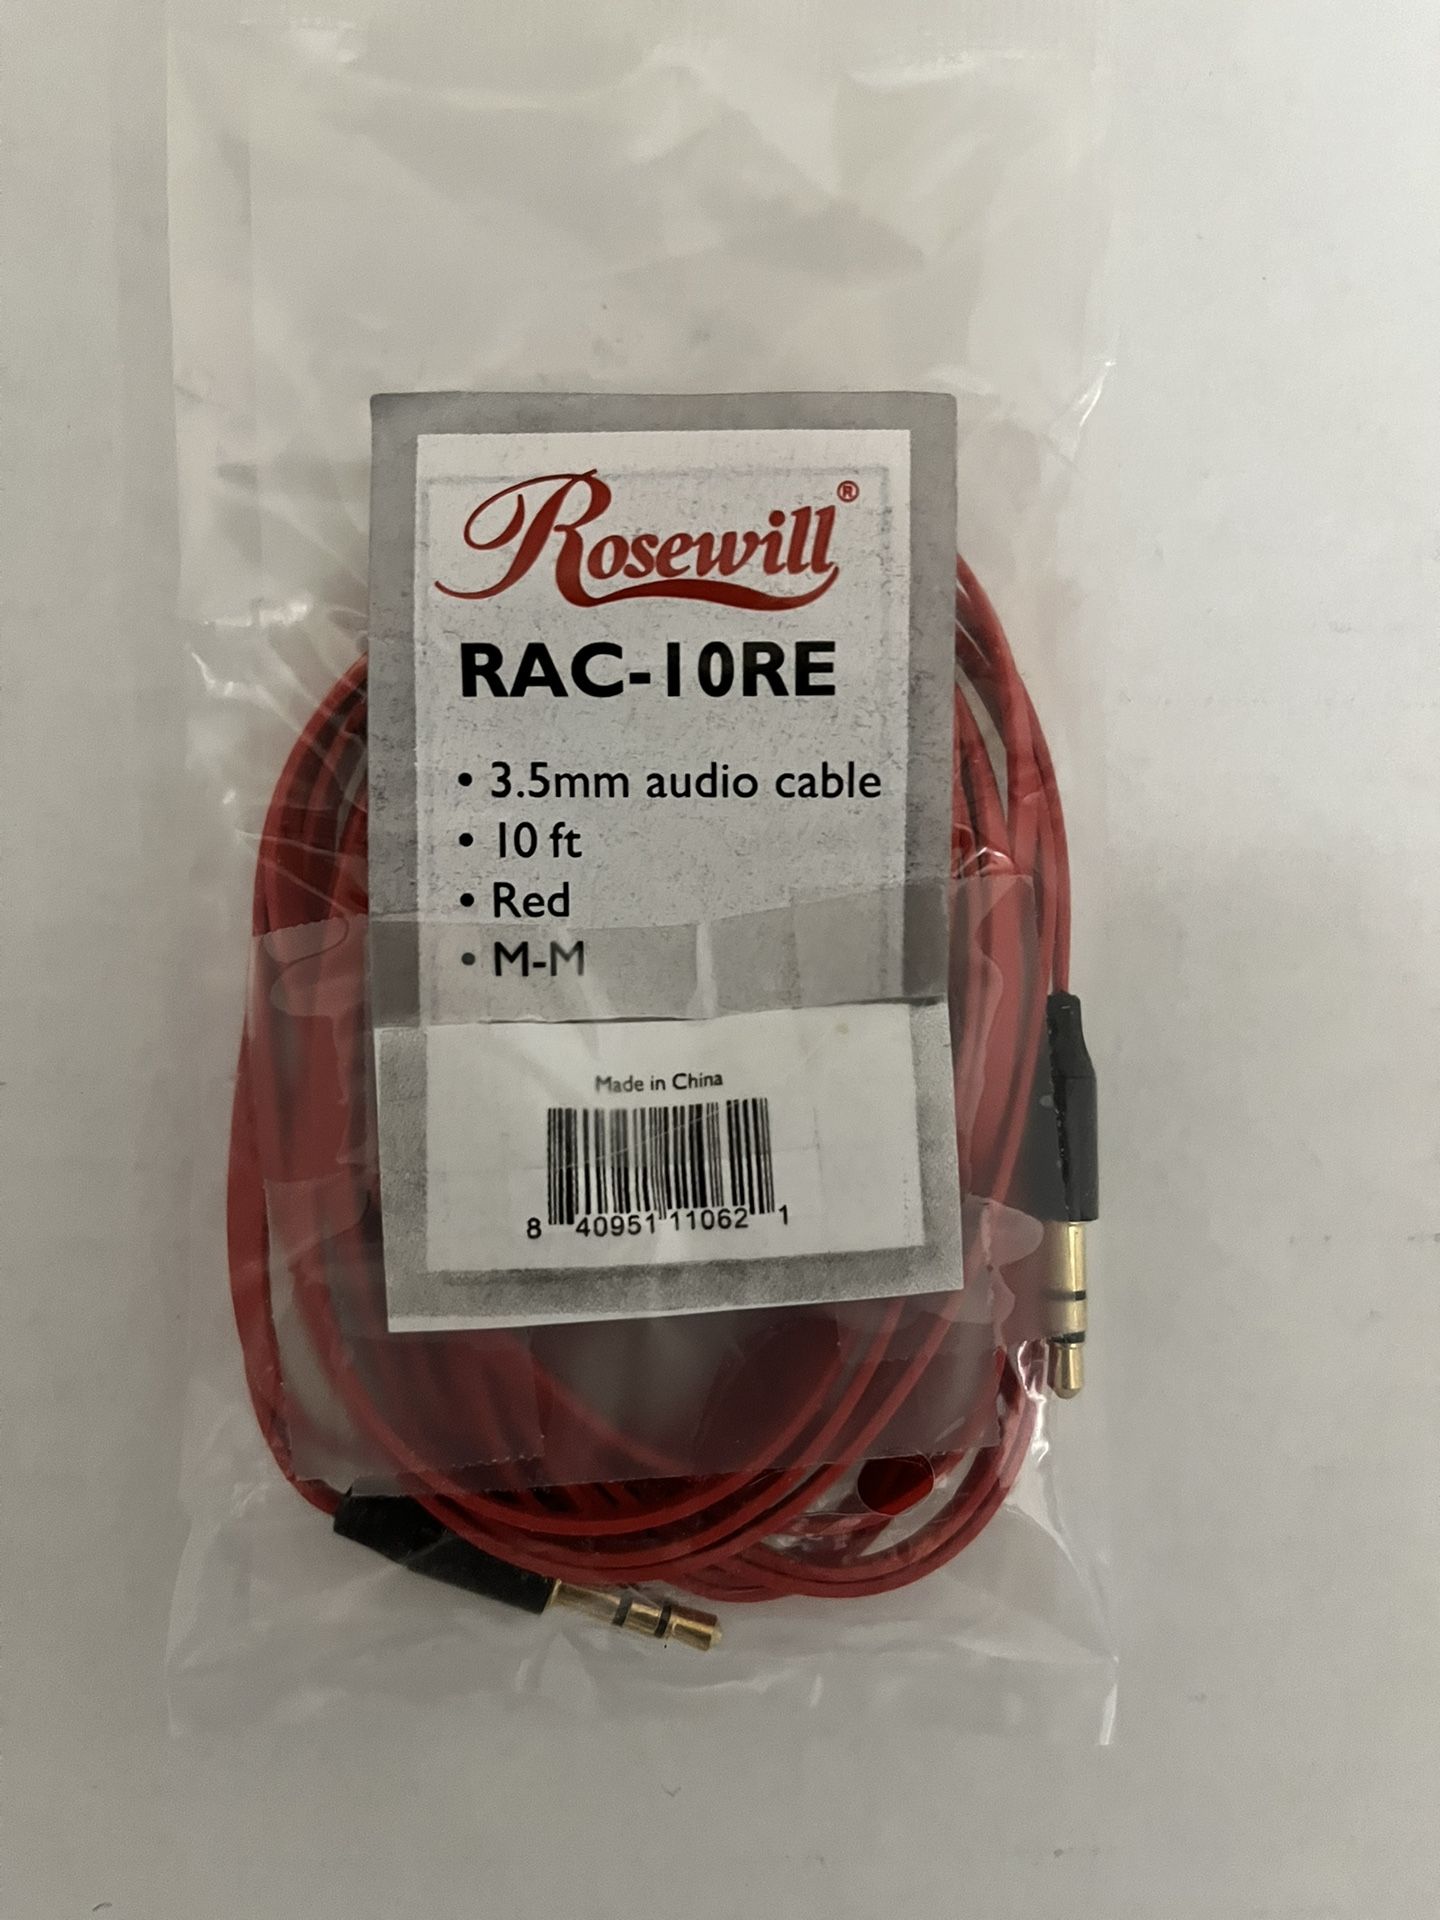 Rosewill®
RAC-10RE
• 3.5mm audio cable
• 10 ft
• Red
• M-M
Made in China
8 40951 11062 1